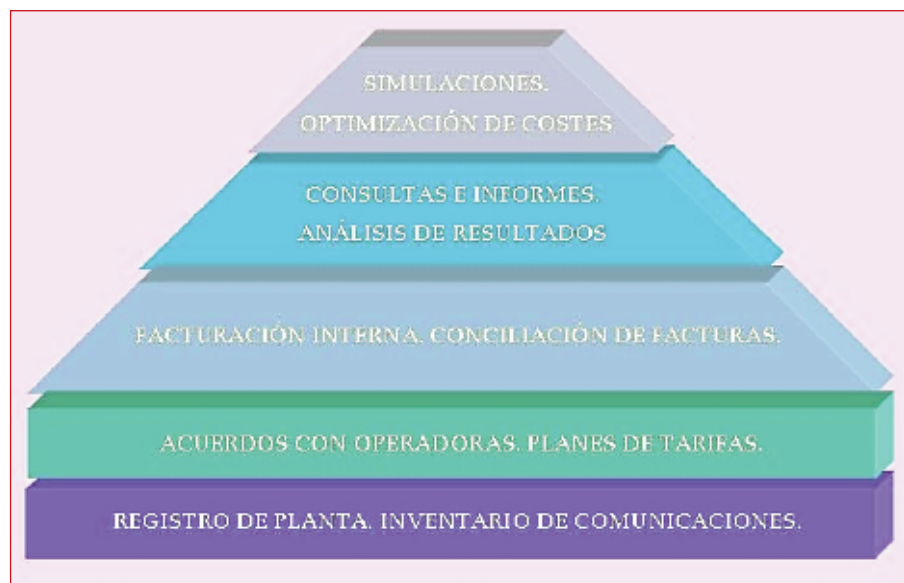 SIMULACIONES.
OPTIMIZACIÓN DE COSTES
CONSULTAS E INFORMES.
ANÁLISIS DE RESULTADOS
FACTURACIÓN INTERNA. CONCILIACIÓN DE FACTURAS.
ACUERDOS CON OPERADORAS. PLANES DE TARIFAS.
REGISTRO DE PLANTA. INVENTARIO DE COMUNICACIONES.